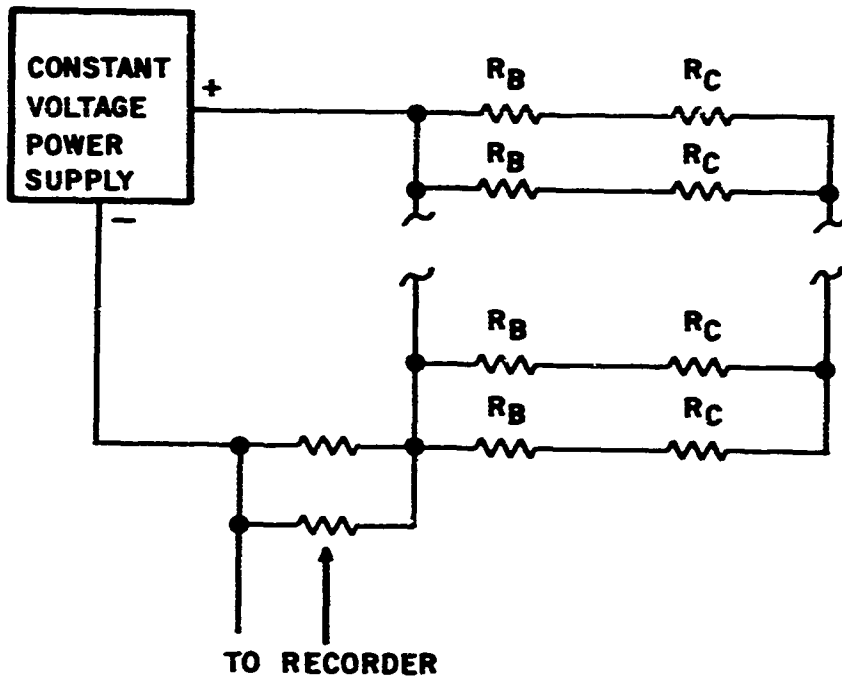 CONSTANT
VOLTAGE
POWER
SUPPLY
+
−
RB RC
RB RC
RB RC
RB RC
TO RECORDER